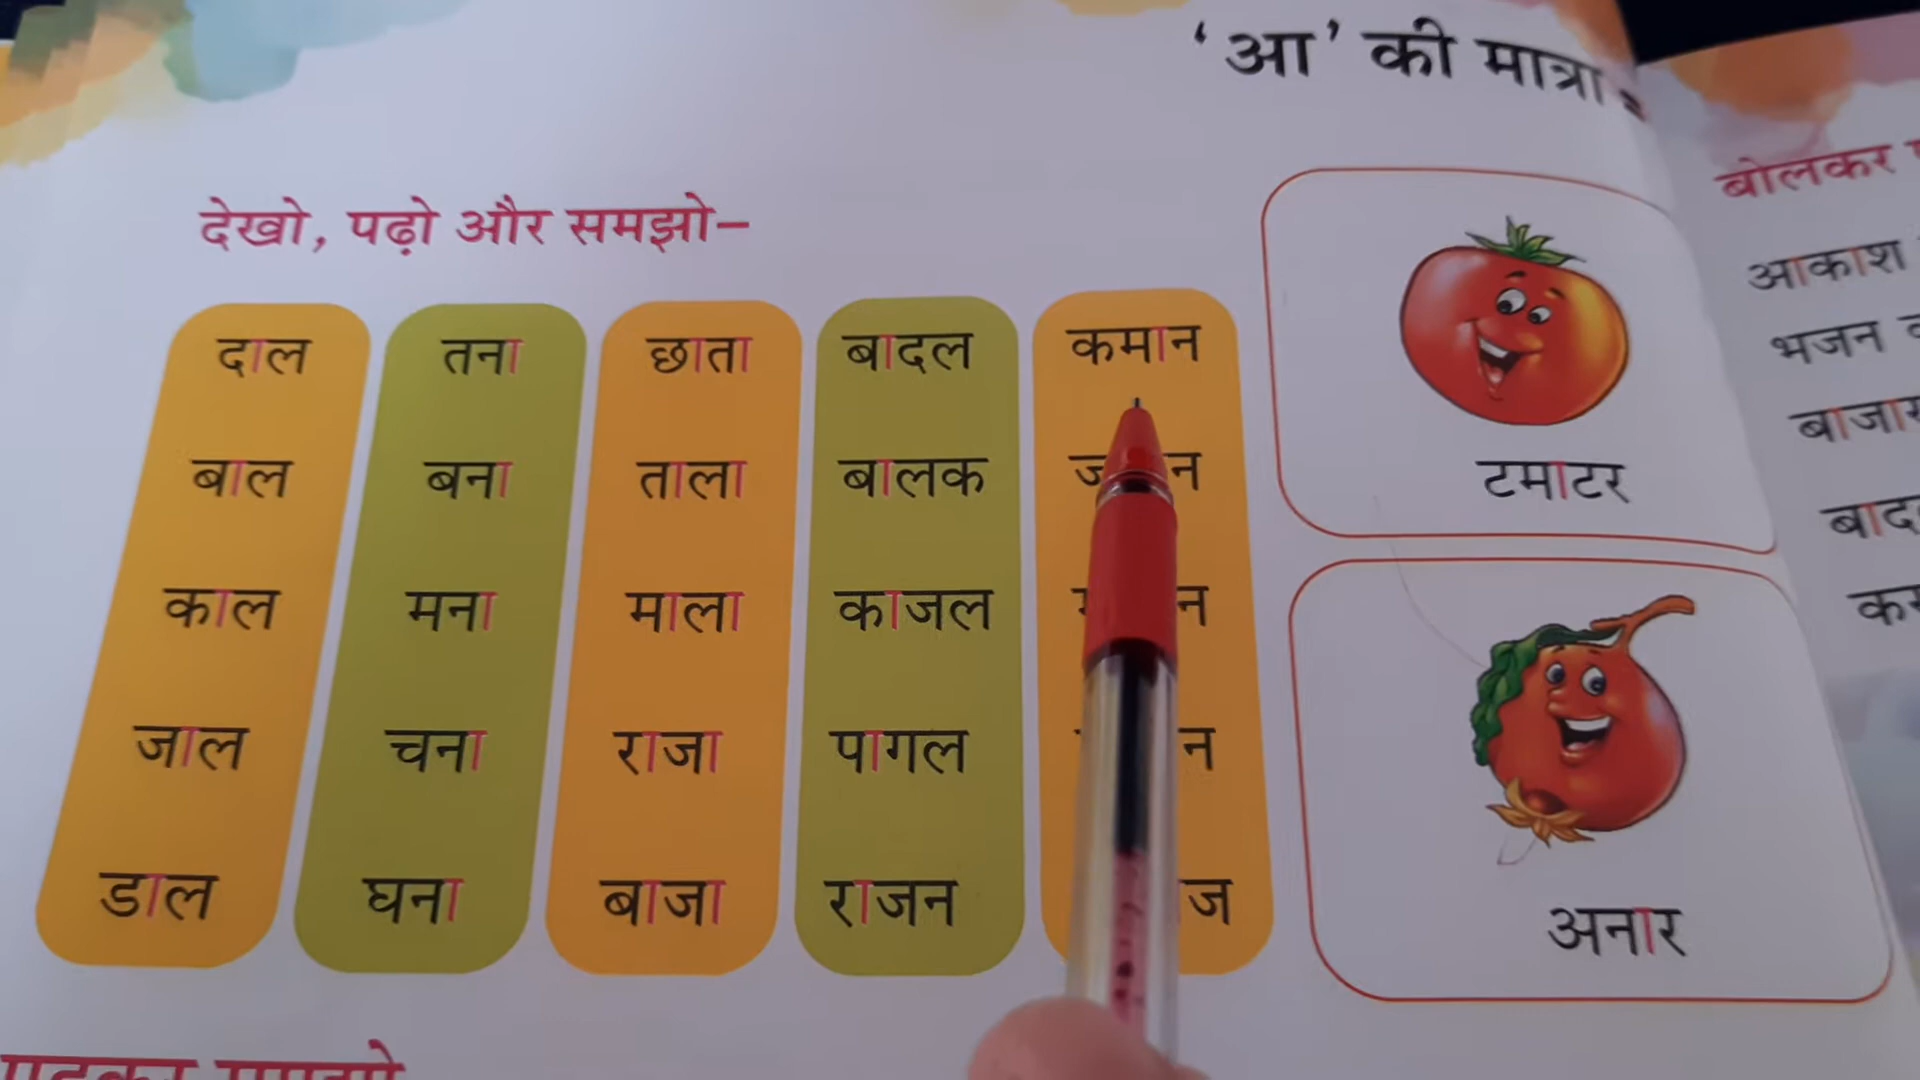 ‘आ’ की मात्रा
देखो, पढ़ो और समझो–
दाल तना छाता बादल कमान
बाल बना ताला बालक
काल मना माला काजल
जाल चना राजा पागल
डाल घना बाजा राजन
टमाटर
अनार
बोलकर
आकाश
भजन